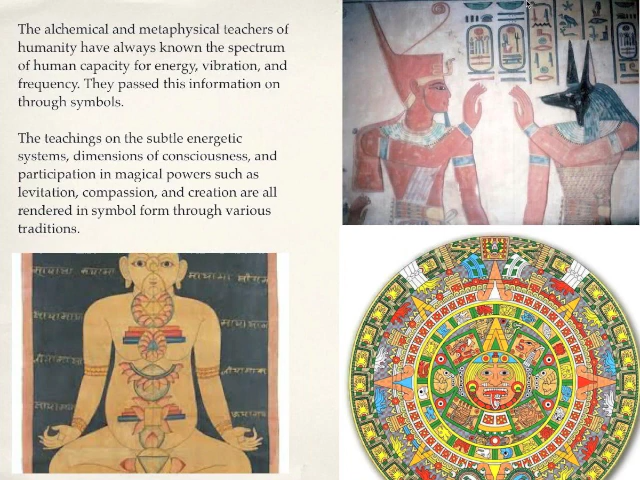 The alchemical and metaphysical teachers of
humanity have always known the spectrum
of human capacity for energy, vibration, and
frequency. They passed this information on
through symbols.
The teachings on the subtle energetic
systems, dimensions of consciousness, and
participation in magical powers such as
levitation, compassion, and creation are all
rendered in symbol form through various
traditions.